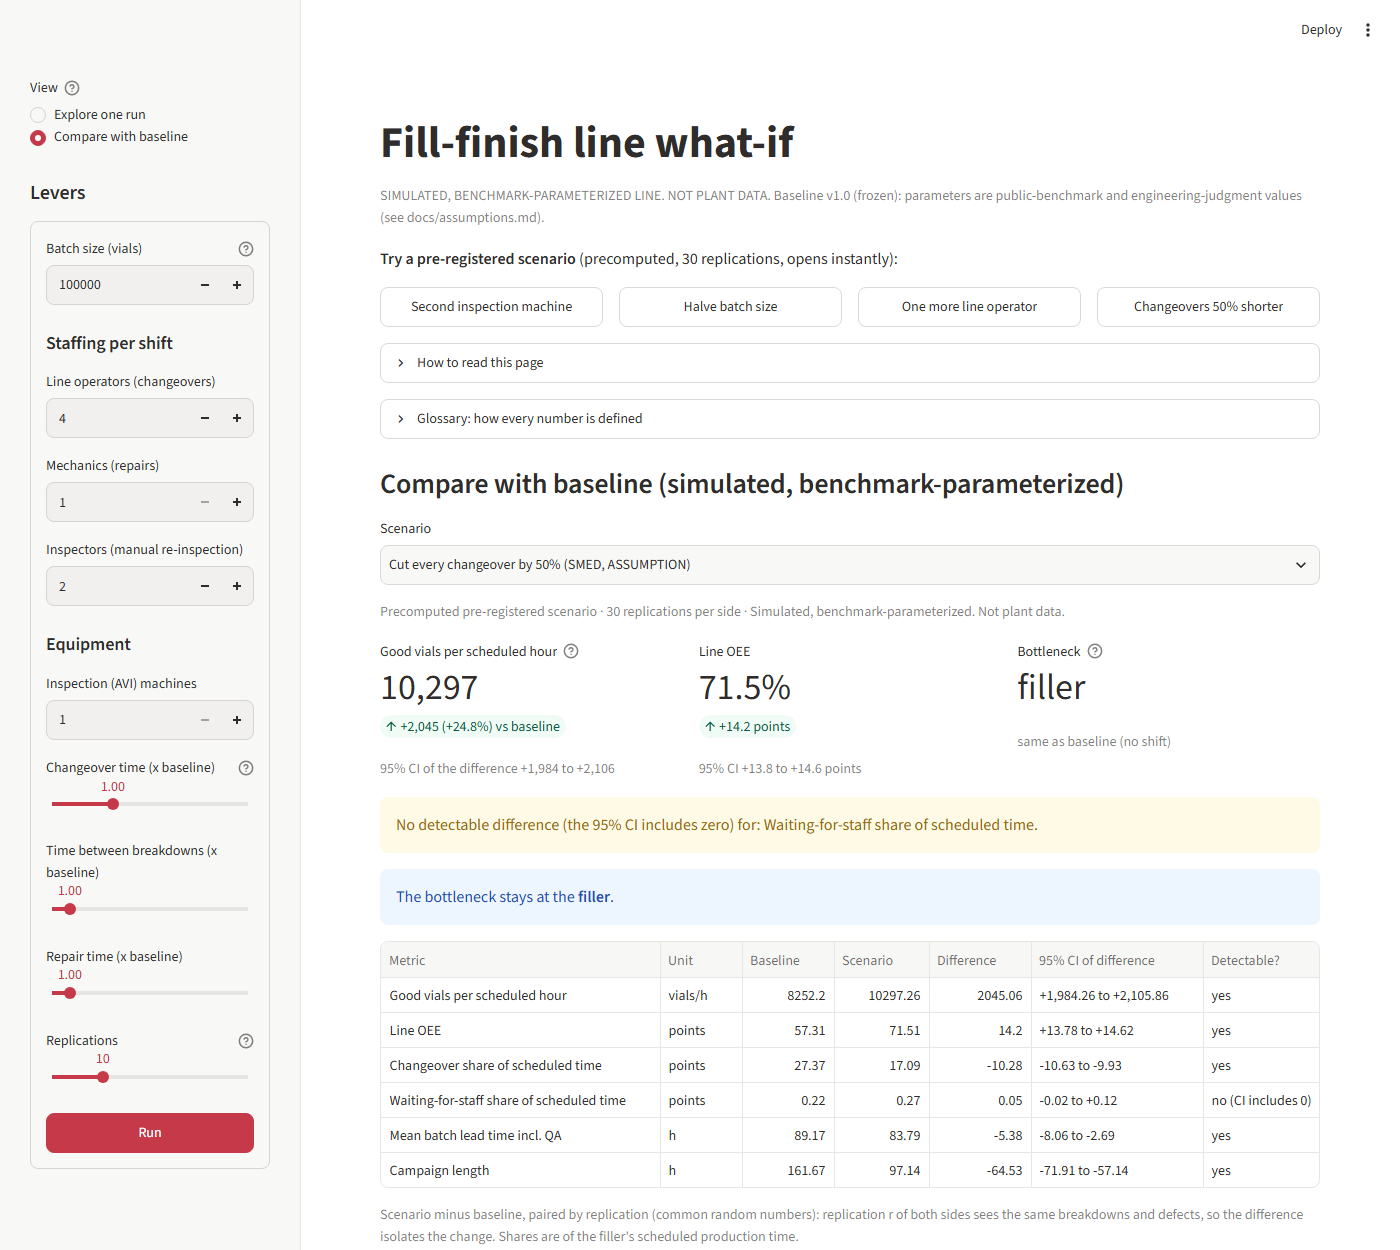 Deploy
View
Explore one run
Compare with baseline
Levers
Batch size (vials)
100000
Staffing per shift
Line operators (changeovers)
4
Mechanics (repairs)
1
Inspectors (manual re-inspection)
2
Equipment
Inspection (AVI) machines
1
Changeover time (x baseline)
1.00
Time between breakdowns (x
baseline)
1.00
Repair time (x baseline)
1.00
Replications
10
Run
Fill-finish line what-if
SIMULATED, BENCHMARK-PARAMETERIZED LINE. NOT PLANT DATA. Baseline v1.0 (frozen): parameters are public-benchmark and engineering-judgment values
(see docs/assumptions.md).
Try a pre-registered scenario (precomputed, 30 replications, opens instantly):
Second inspection machine
Halve batch size
One more line operator
Changeovers 50% shorter
How to read this page
Glossary: how every number is defined
Compare with baseline (simulated, benchmark-parameterized)
Scenario
Cut every changeover by 50% (SMED, ASSUMPTION)
Precomputed pre-registered scenario · 30 replications per side · Simulated, benchmark-parameterized. Not plant data.
Good vials per scheduled hour
10,297
↑ +2,045 (+24.8%) vs baseline
95% CI of the difference +1,984 to +2,106
Line OEE
71.5%
↑ +14.2 points
95% CI +13.8 to +14.6 points
Bottleneck
filler
same as baseline (no shift)
No detectable difference (the 95% CI includes zero) for: Waiting-for-staff share of scheduled time.
The bottleneck stays at the filler.
Metric Unit Baseline Scenario Difference 95% CI of difference Detectable?
Good vials per scheduled hour vials/h 8252.2 10297.26 2045.06 +1,984.26 to +2,105.86 yes
Line OEE points 57.31 71.51 14.2 +13.78 to +14.62 yes
Changeover share of scheduled time points 27.37 17.09 -10.28 -10.63 to -9.93 yes
Waiting-for-staff share of scheduled time points 0.22 0.27 0.05 -0.02 to +0.12 no (CI includes 0)
Mean batch lead time incl. QA h 89.17 83.79 -5.38 -8.06 to -2.69 yes
Campaign length h 161.67 97.14 -64.53 -71.91 to -57.14 yes
Scenario minus baseline, paired by replication (common random numbers): replication r of both sides sees the same breakdowns and defects, so the difference
isolates the change. Shares are of the filler's scheduled production time.